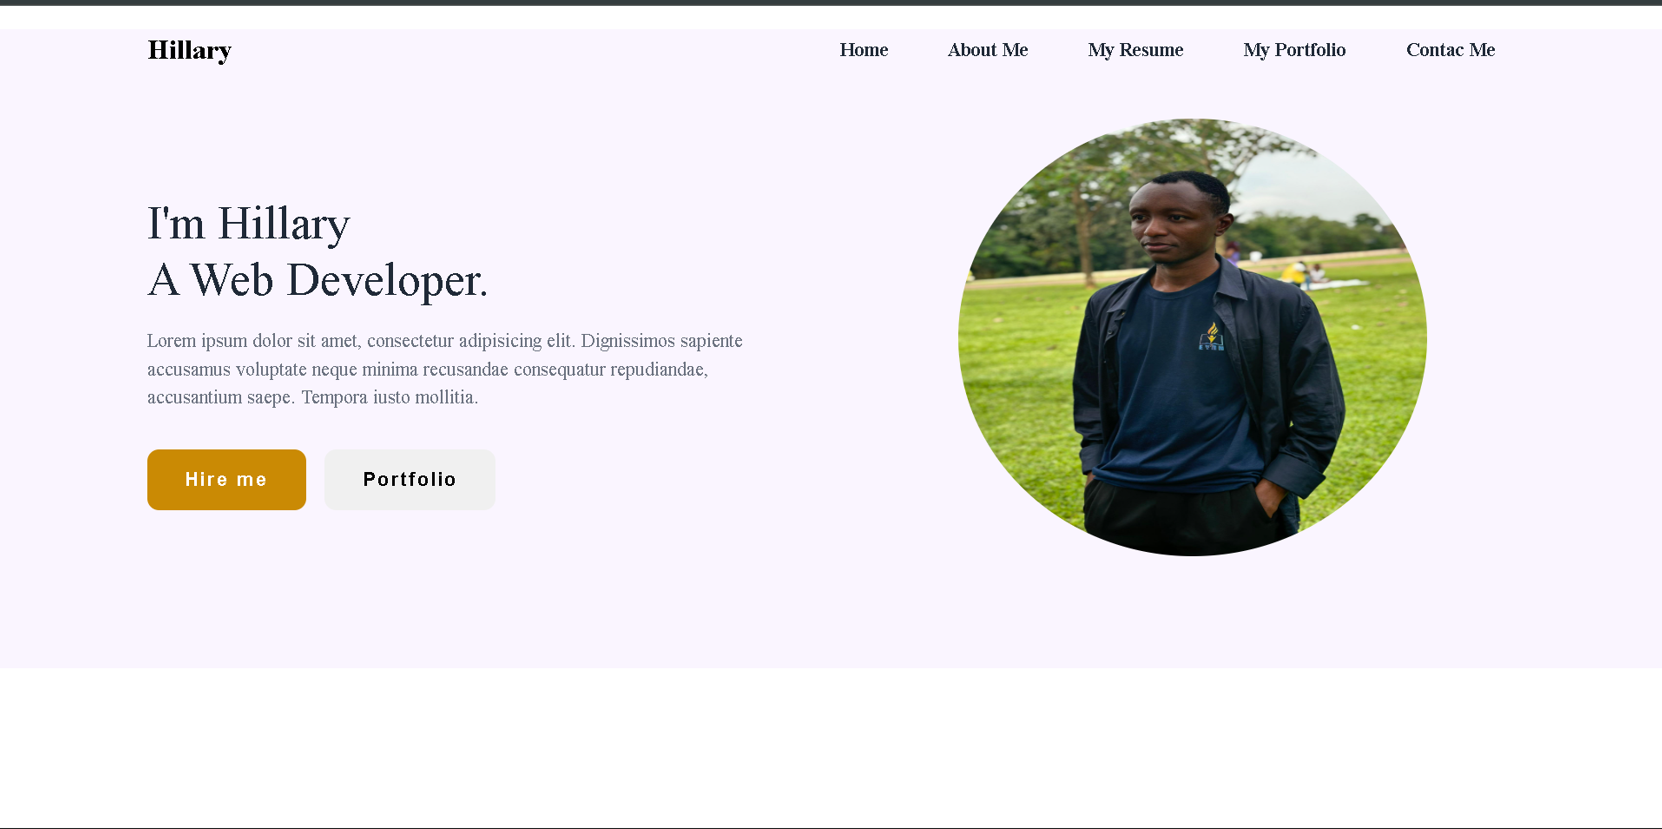 Hillary
Home
About Me
My Resume
My Portfolio
Contac Me
I'm Hillary
A Web Developer.
Lorem ipsum dolor sit amet, consectetur adipisicing elit. Dignissimos sapiente
accusamus voluptate neque minima recusandae consequatur repudiandae,
accusantium saepe. Tempora iusto mollitia.
Hire me
Portfolio